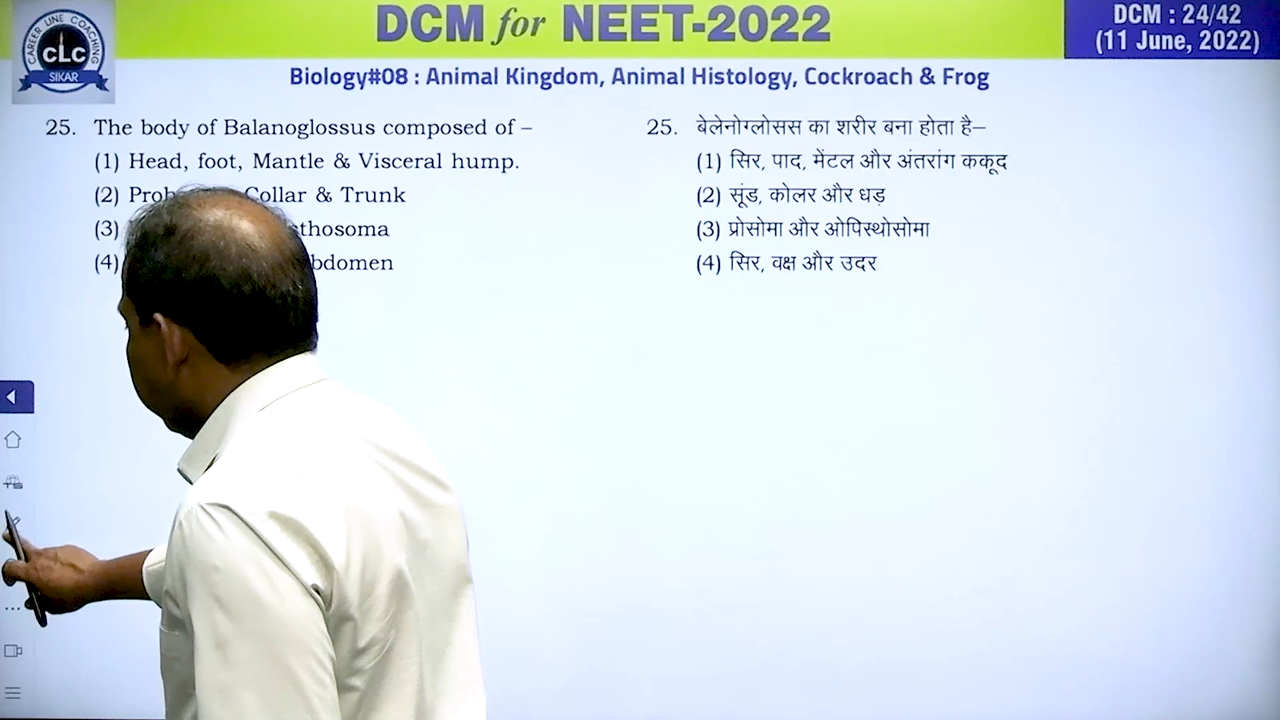 CAREER LINE COACHING
CLC
SIKAR
DCM for NEET-2022
DCM : 24/42
(11 June, 2022)
Biology#08 : Animal Kingdom, Animal Histology, Cockroach & Frog
25. The body of Balanoglossus composed of –
(1) Head, foot, Mantle & Visceral hump.
(2) Collar & Trunk
(3)
(4)
25. बेलेनोग्लोसस का शरीर बना होता है–
(1) सिर, पाद, मेंटल और अंतरांग ककूद
(2) सूंड, कोलर और धड़
(3) प्रोसोमा और ओपिस्थोसोमा
(4) सिर, वक्ष और उदर